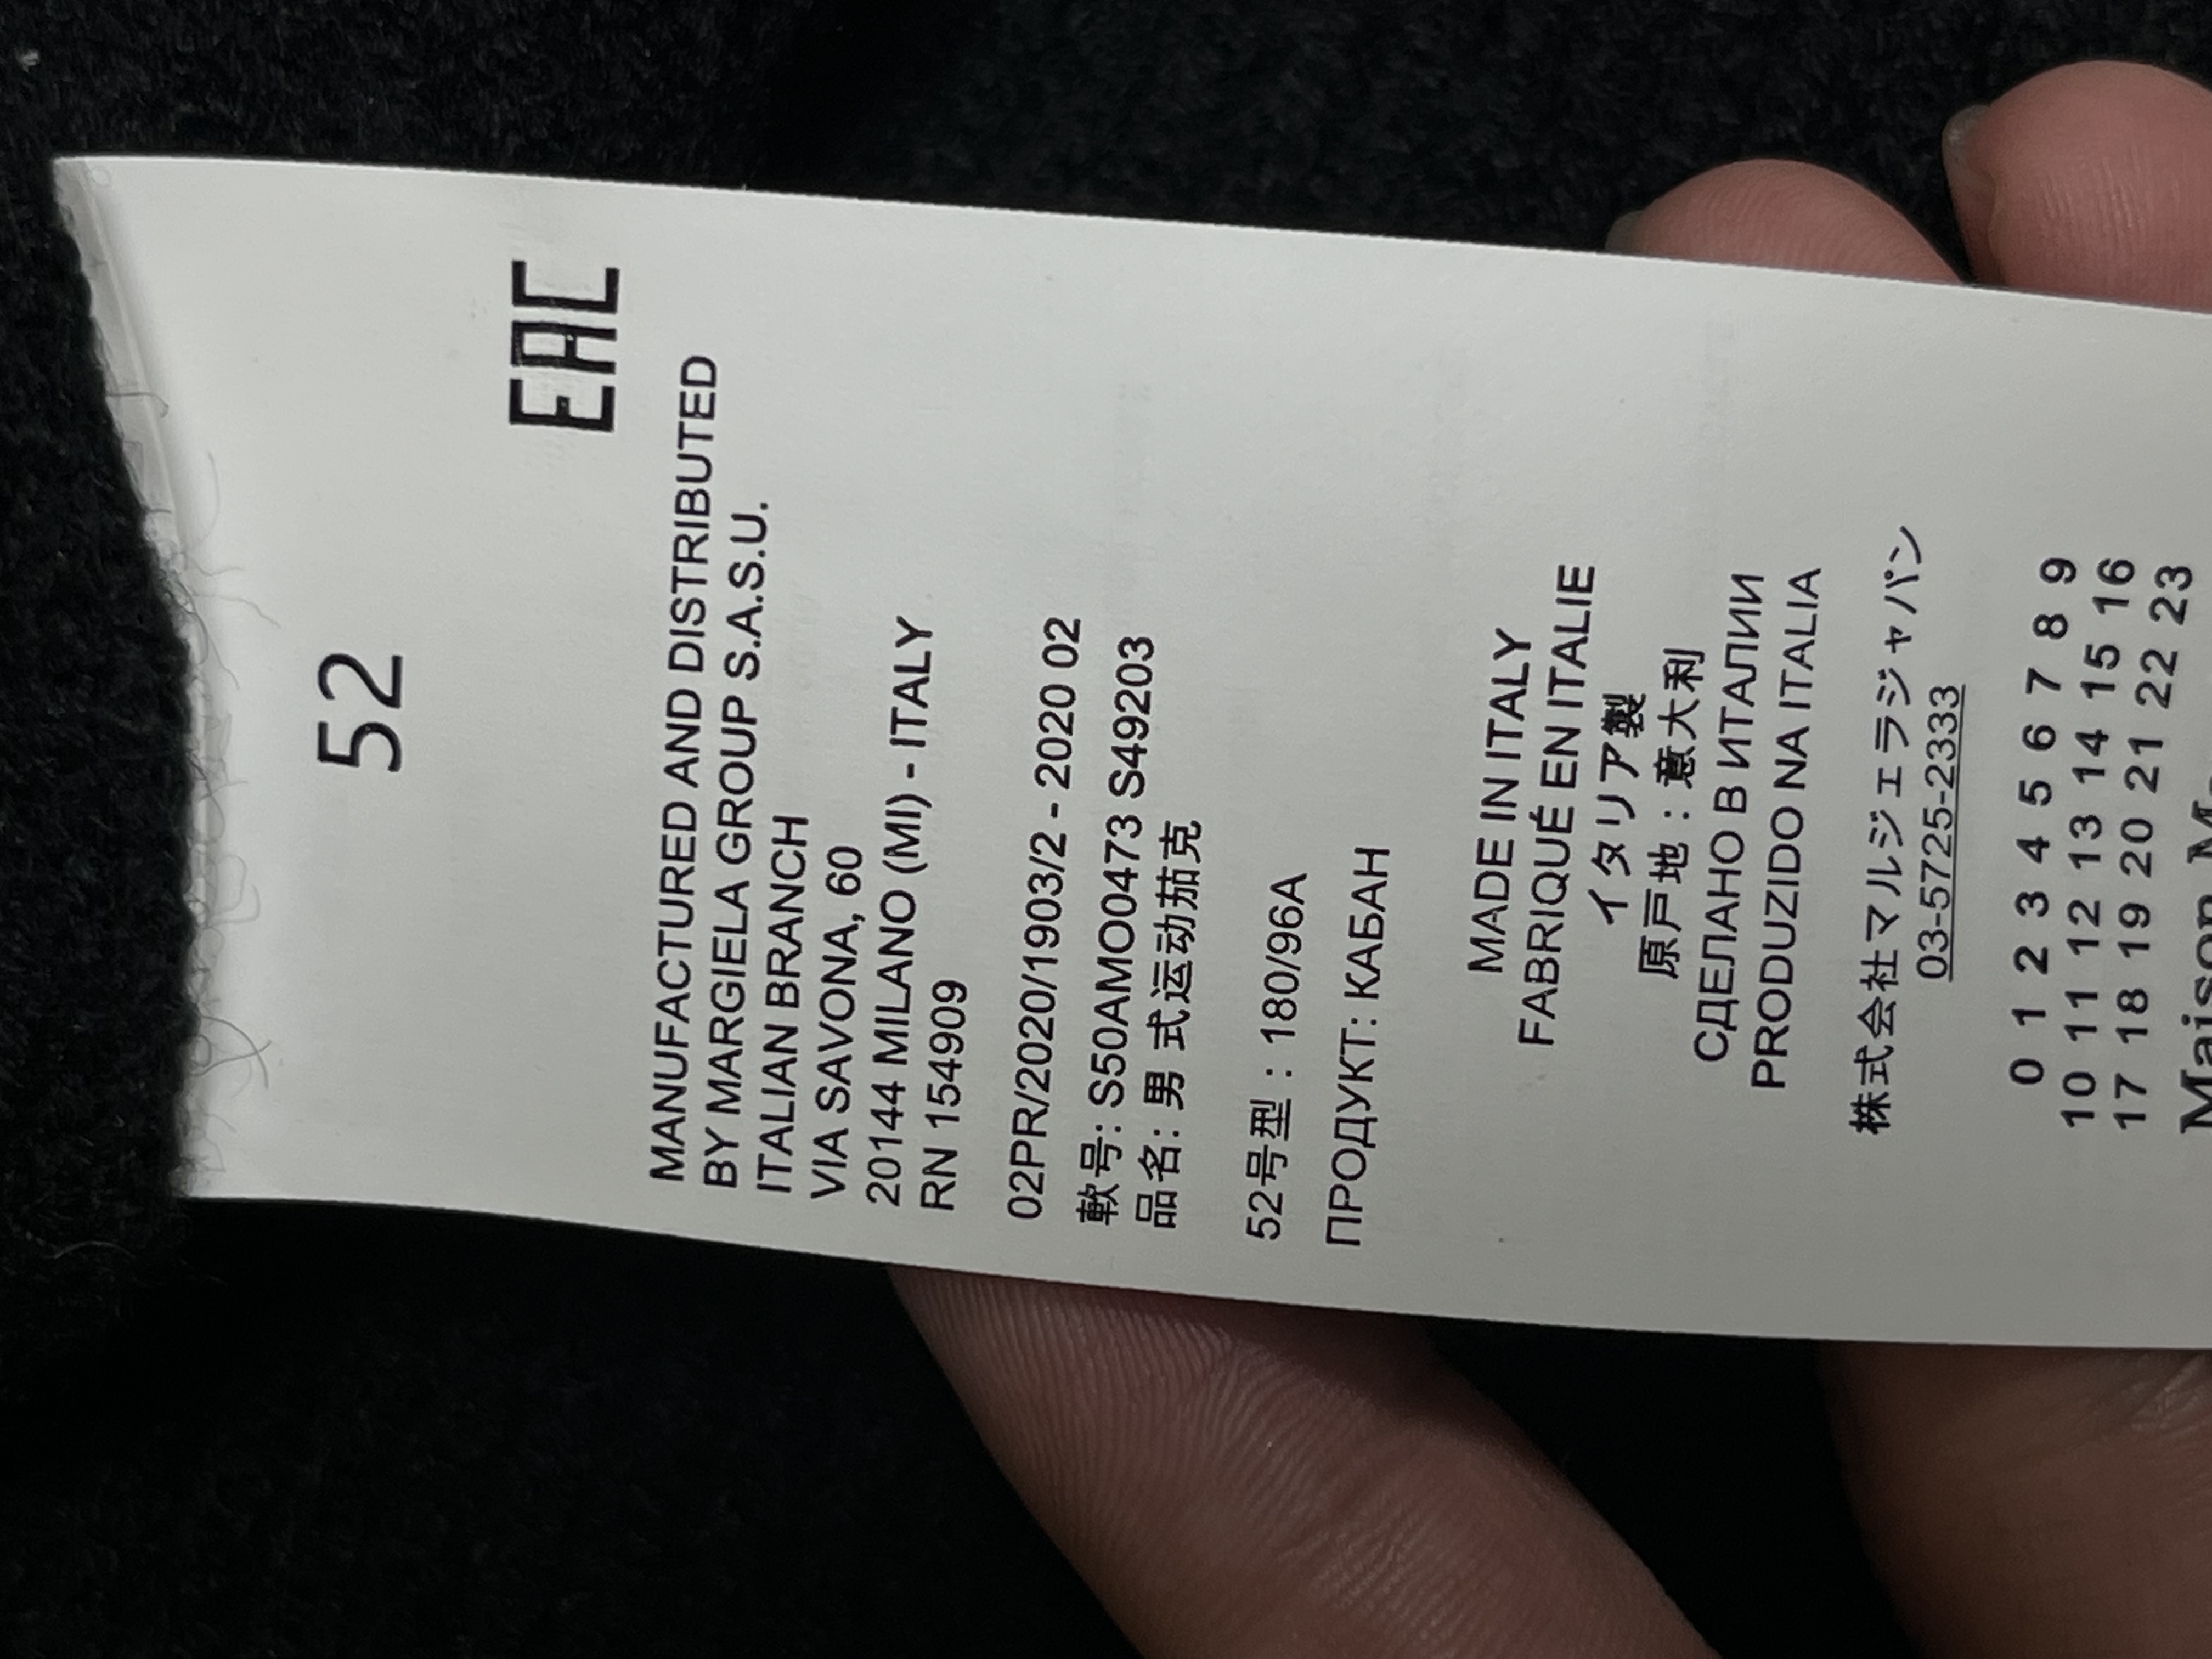 52
EAC
MANUFACTURED AND DISTRIBUTED
BY MARGIELA GROUP S.A.S.U.
ITALIAN BRANCH
VIA SAVONA, 60
20144 MILANO (MI) - ITALY
RN 154909
02PR/2020/1903/2 - 2020 02
軟号: S50AMO0473 S49203
品名: 男 式运动茄克
52号型 : 180/96A
ПРОДУКТ: КАБАН
MADE IN ITALY
FABRIQUÉ EN ITALIE
イタリア製
原戸地 : 意大利
СДЕЛАНО В ИТАЛИИ
PRODUZIDO NA ITALIA
株式会社マルジェラジャパン
03-5725-2333
0 1 2 3 4 5 6 7 8 9
10 11 12 13 14 15 16
17 18 19 20 21 22 23
Maison